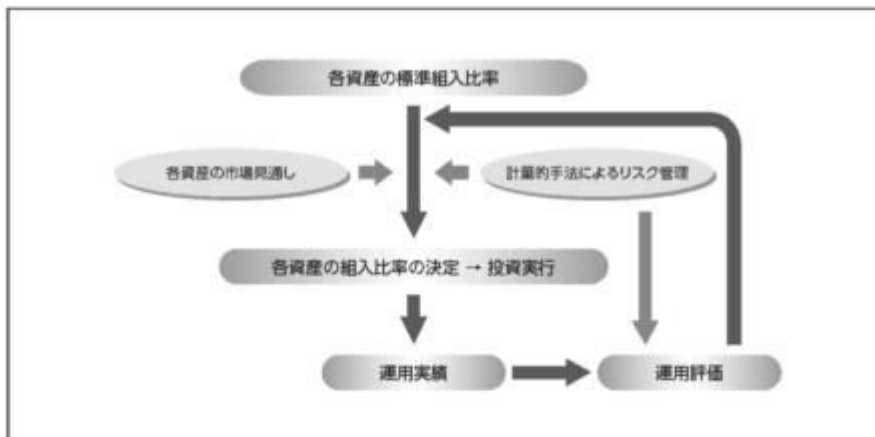 各資産の標準組入比率
各資産の市場見通し
計量的手法によるリスク管理
各資産の組入比率の決定 → 投資実行
運用実績
運用評価